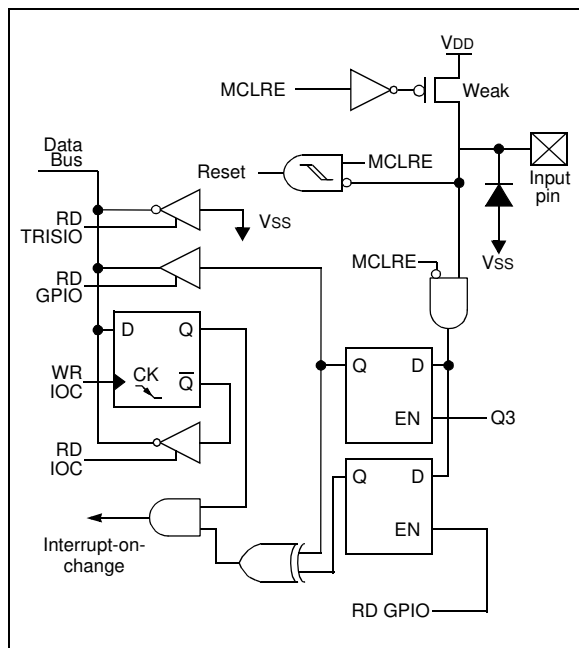 VDD
MCLRE
Weak
Data
Bus
MCLRE
Reset
Input
pin
RD
TRISIO
VSS
VSS
RD
GPIO
MCLRE
D
Q
WR
IOC
CK
Q
Q
D
EN
Q3
RD
IOC
Q
D
EN
Interrupt-on-
change
RD GPIO